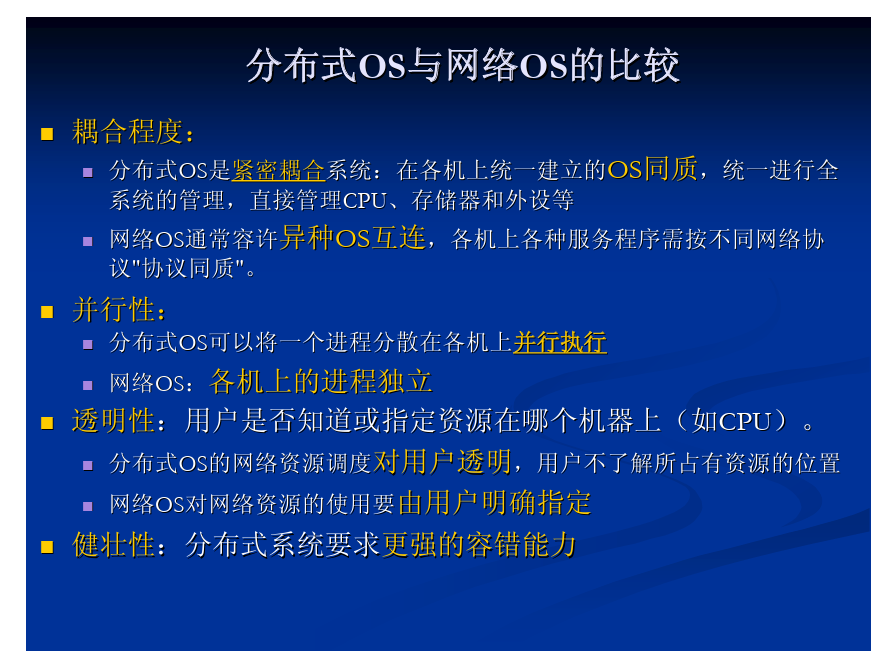 分布式OS与网络OS的比较
耦合程度：
分布式OS是紧密耦合系统：在各机上统一建立的OS同质，统一进行全
系统的管理，直接管理CPU、存储器和外设等
网络OS通常容许异种OS互连，各机上各种服务程序需按不同网络协
议"协议同质"。
并行性：
分布式OS可以将一个进程分散在各机上并行执行
网络OS：各机上的进程独立
透明性：用户是否知道或指定资源在哪个机器上（如CPU）。
分布式OS的网络资源调度对用户透明，用户不了解所占有资源的位置
网络OS对网络资源的使用要由用户明确指定
健壮性：分布式系统要求更强的容错能力